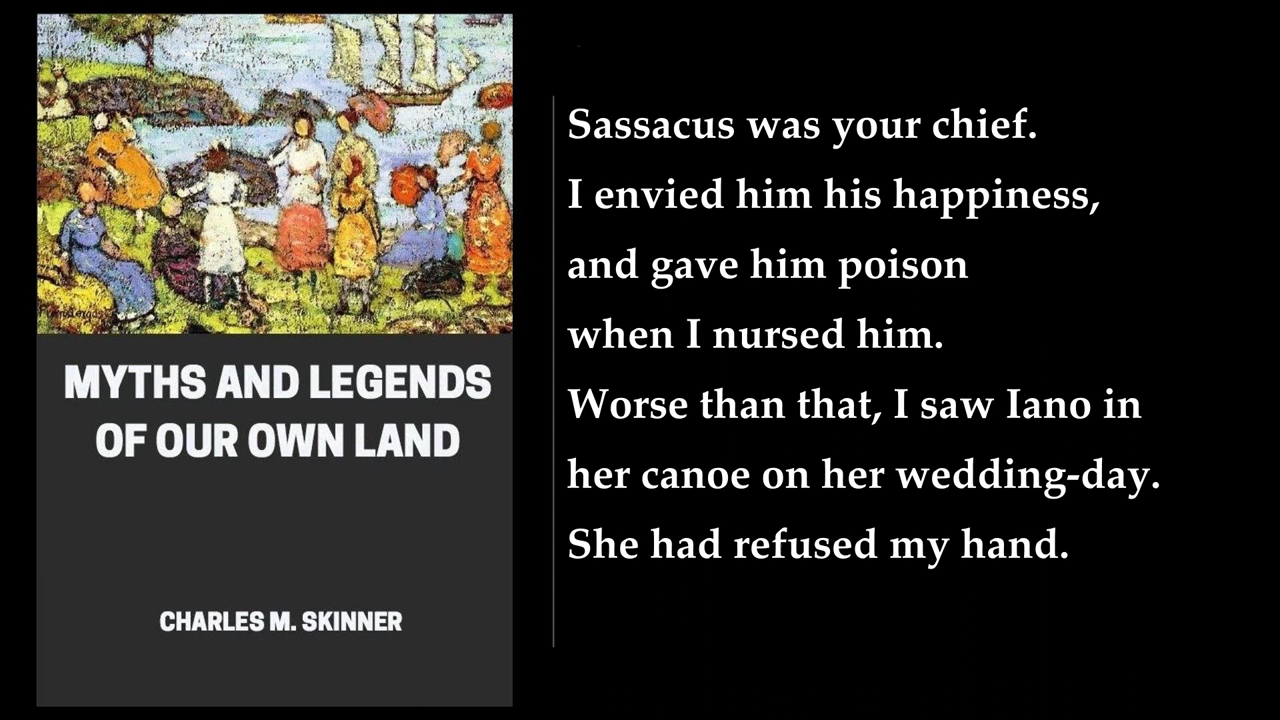 MYTHS AND LEGENDS
OF OUR OWN LAND
CHARLES M. SKINNER
Sassacus was your chief.
I envied him his happiness,
and gave him poison
when I nursed him.
Worse than that, I saw Iano in
her canoe on her wedding-day.
She had refused my hand.